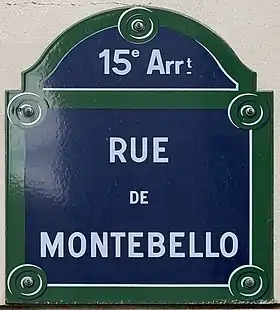 15e Arrt.
RUE
DE
MONTEBELLO